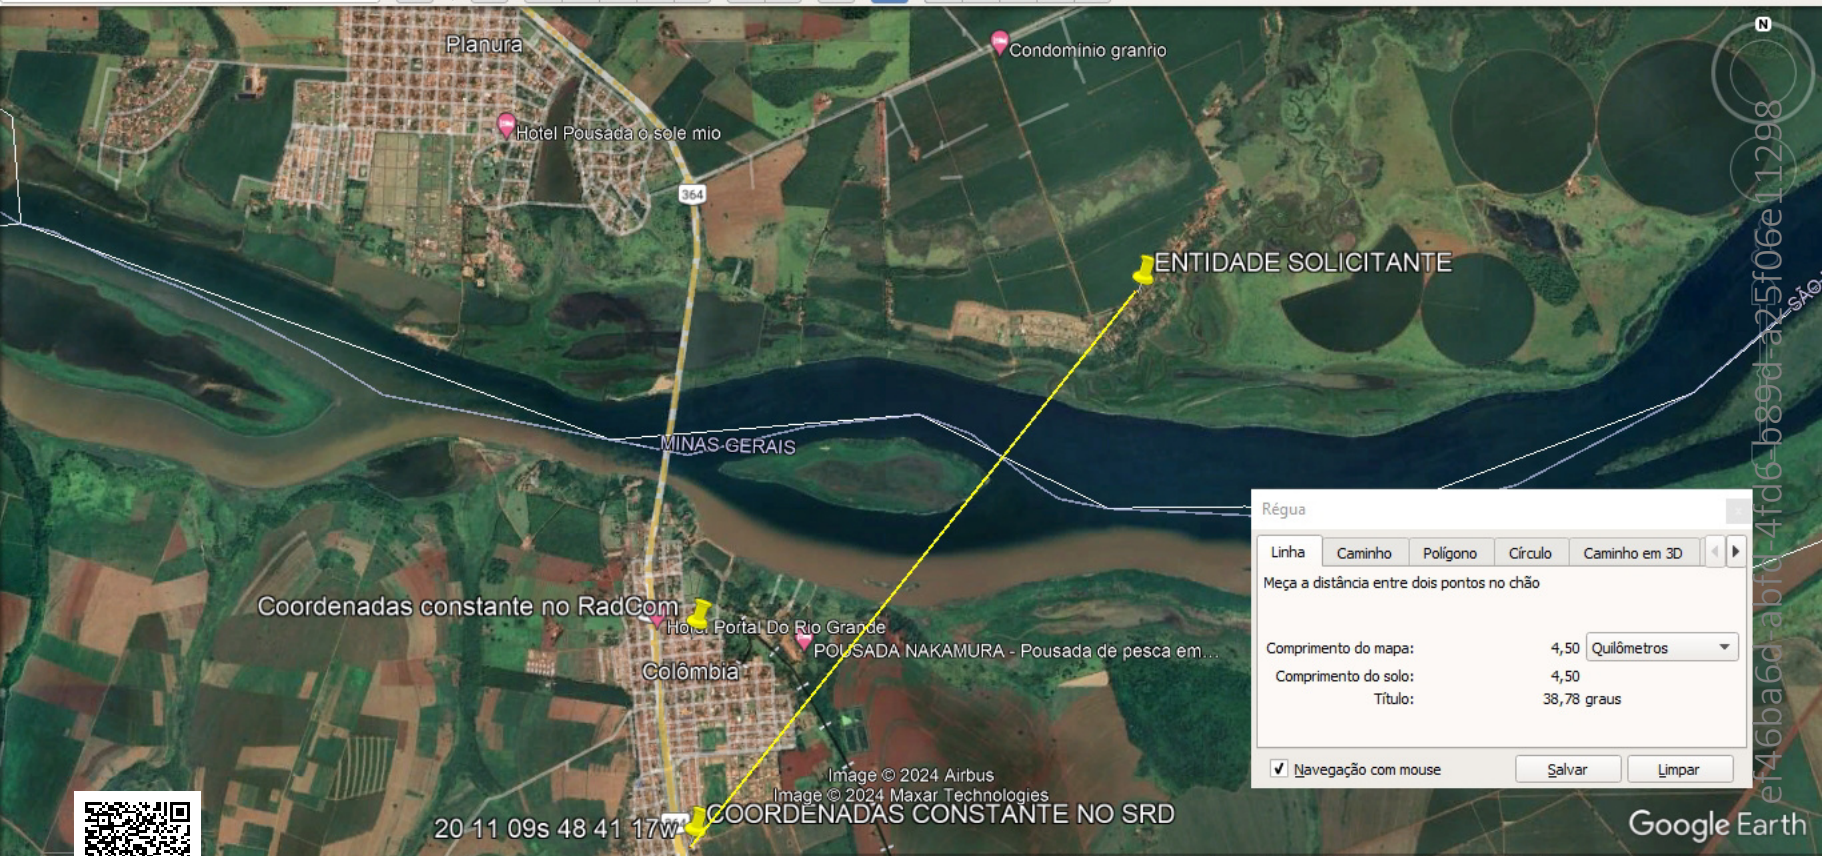 Planura
Condomínio granrio
N
Hotel Pousada o sole mio
364
ENTIDADE SOLICITANTE
SÃO
MINAS GERAIS
Régua
x
Linha
Caminho
Polígono
Círculo
Caminho em 3D
Meça a distância entre dois pontos no chão
Coordenadas constante no RadCom
Hotel Portal Do Rio Grande
POUSADA NAKAMURA - Pousada de pesca em...
Comprimento do mapa: 4,50 Quilômetros
Comprimento do solo: 4,50
Título: 38,78 graus
Colômbia
Navegação com mouse
Salvar
Limpar
Image © 2024 Airbus
Image © 2024 Maxar Technologies
COORDENADAS CONSTANTE NO SRD
20 11 09s 48 41 17w
364
Google Earth